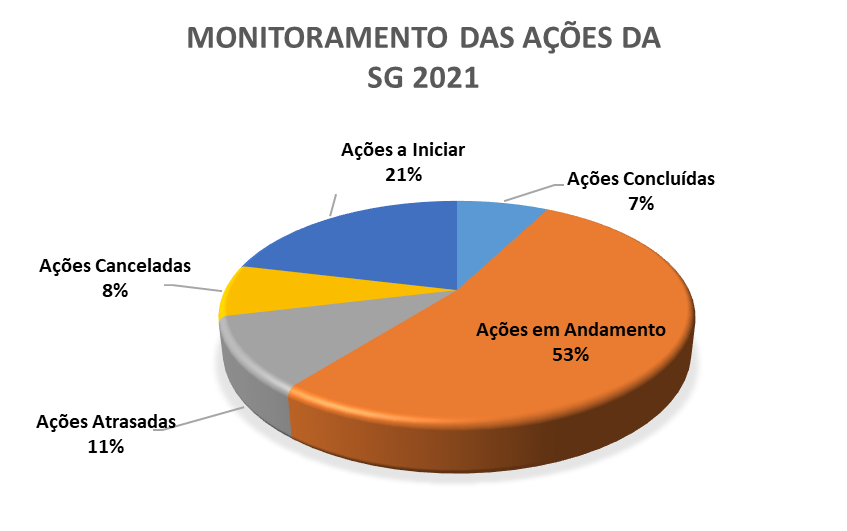 MONITORAMENTO DAS AÇÕES DA
SG 2021
Ações a Iniciar
21%
Ações Concluídas
7%
Ações Canceladas
8%
Ações em Andamento
53%
Ações Atrasadas
11%